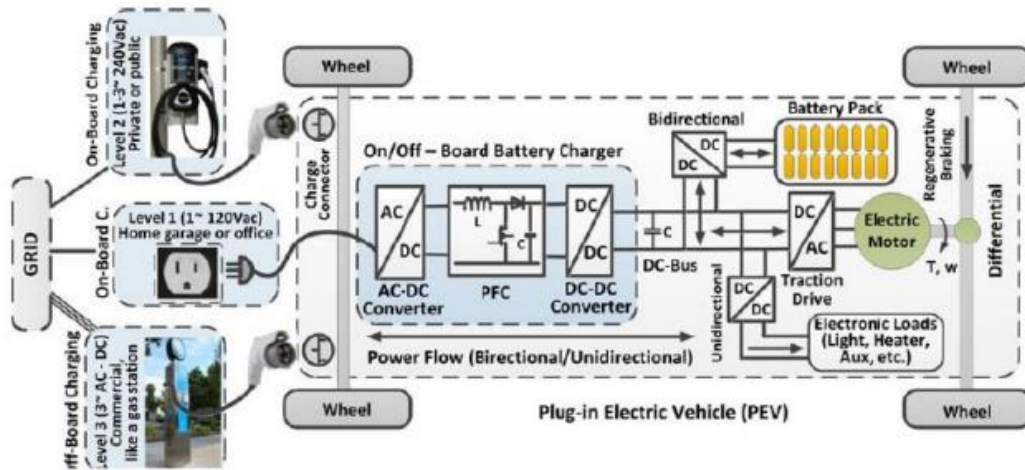 GRID
On-Board Charging
Level 2 (1-3~ 240Vac)
Private or public
On-Board C.
Level 1 (1~ 120Vac)
Home garage or office
ff-Board Charging
Level 3 (3~ AC - DC)
Commercial,
like a gas station
Wheel
Wheel
Charge
Connector
On/Off – Board Battery Charger
AC
DC
AC-DC
Converter
L
C
PFC
DC
DC
DC-DC
Converter
Power Flow (Birectional/Unidirectional)
C
DC-Bus
Bidirectional
DC
DC
Battery Pack
DC
AC
Traction
Drive
Electric
Motor
Regenerative
Braking
T, w
Differential
Unidirectional
DC
DC
Electronic Loads
(Light, Heater,
Aux, etc.)
Wheel
Plug-in Electric Vehicle (PEV)
Wheel